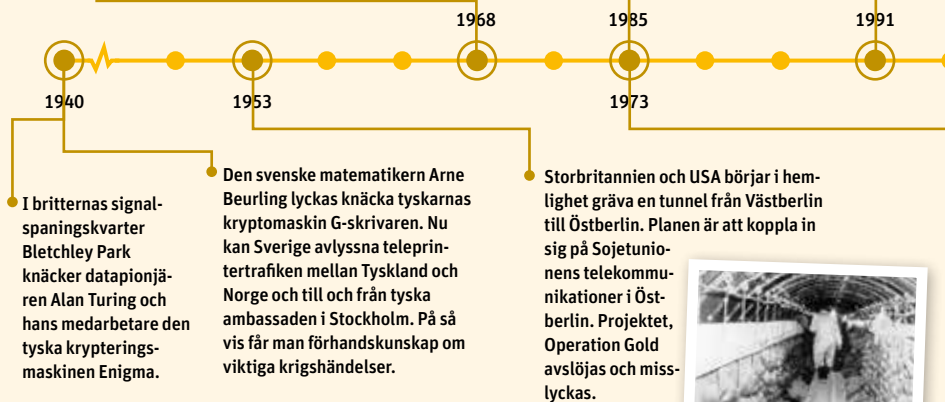 1968
1985
1991
1940
1953
1973
I britternas signal-
spaningskvarter
Bletchley Park
knäcker datapionjä-
ren Alan Turing och
hans medarbetare den
tyska krypterings-
maskinen Enigma.
Den svenske matematikern Arne
Beurling lyckas knäcka tyskarnas
kryptomaskin G-skrivaren. Nu
kan Sverige avlyssna teleprin-
tertrafiken mellan Tyskland och
Norge och till och från tyska
ambassaden i Stockholm. På så
vis får man förhandskunskap om
viktiga krigshändelser.
Storbritannien och USA börjar i hem-
lighet gräva en tunnel från Västberlin
till Östberlin. Planen är att koppla in
sig på Sojetunio-
nens telekommu-
nikationer i Öst-
berlin. Projektet,
Operation Gold
avslöjas och miss-
lyckas.